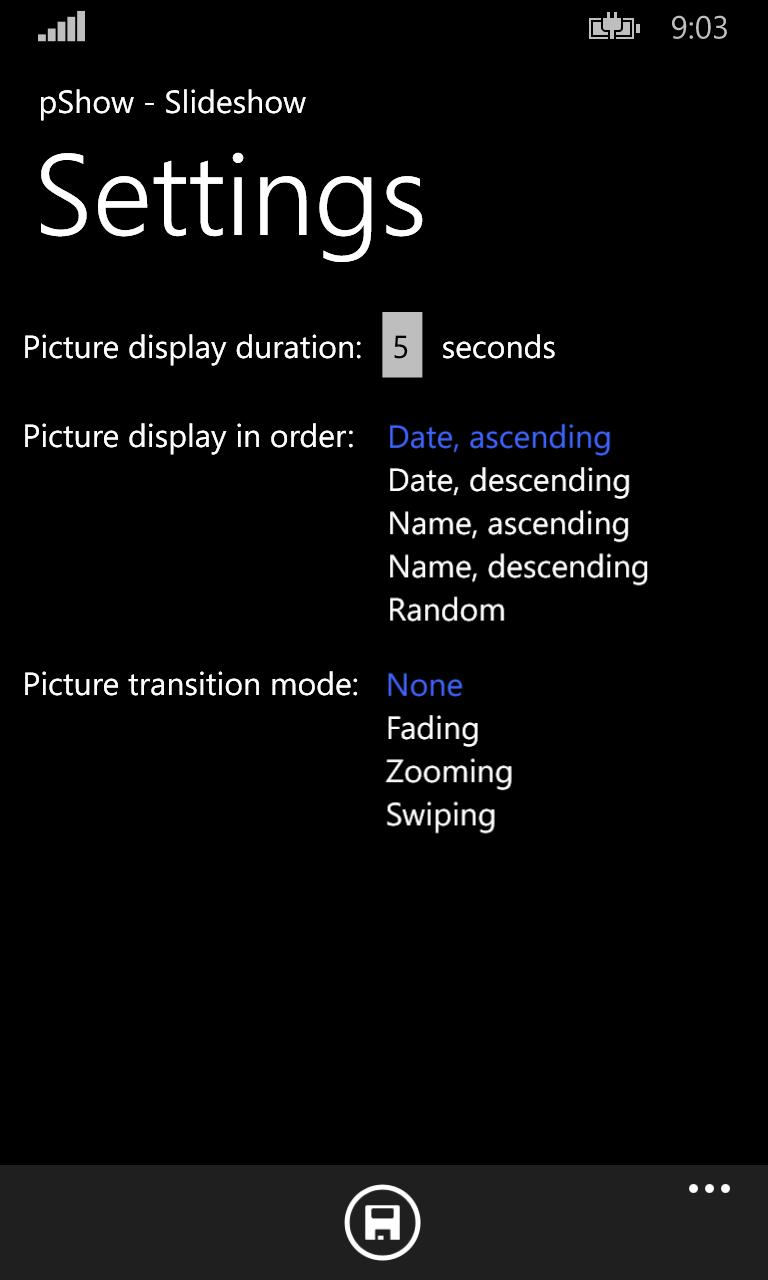 9:03
pShow - Slideshow
Settings
Picture display duration: 5 seconds
Picture display in order: Date, ascending
Date, descending
Name, ascending
Name, descending
Random
Picture transition mode: None
Fading
Zooming
Swiping